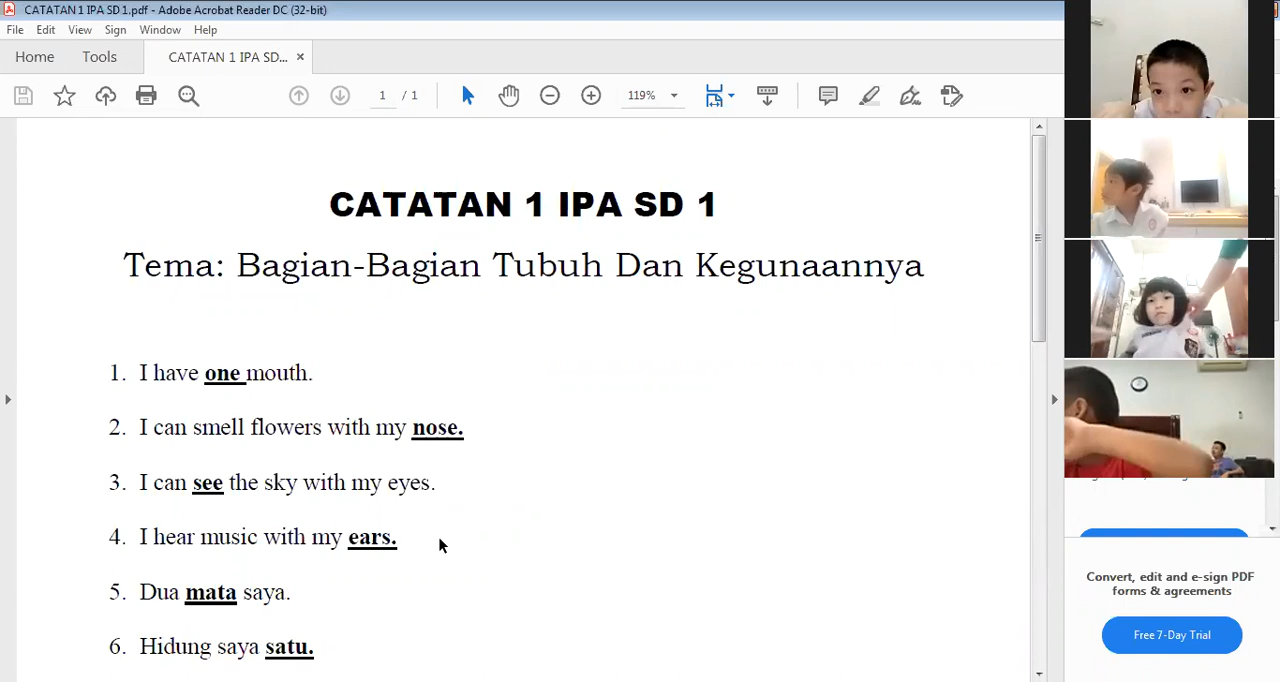 CATATAN 1 IPA SD.1.pdf - Adobe Acrobat Reader DC (32-bit)
File Edit View Sign Window Help
Home Tools CATATAN 1 IPA SD... ×
1 / 1 119%
CATATAN 1 IPA SD 1
Tema: Bagian-Bagian Tubuh Dan Kegunaannya
1. I have one mouth.
2. I can smell flowers with my nose.
3. I can see the sky with my eyes.
4. I hear music with my ears.
5. Dua mata saya.
6. Hidung saya satu.
Convert, edit and e-sign PDF
forms & agreements
Free 7-Day Trial